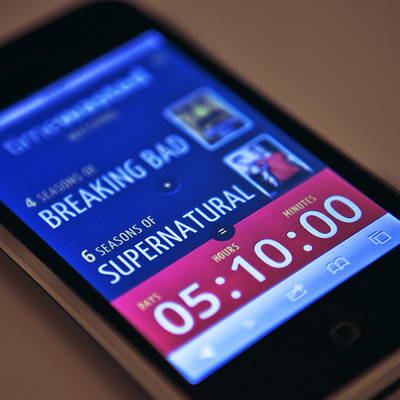 4 SEASONS OF
BREAKING BAD
+
6 SEASONS OF
SUPERNATURAL
=
DAYS HOURS MINUTES
05:10:00